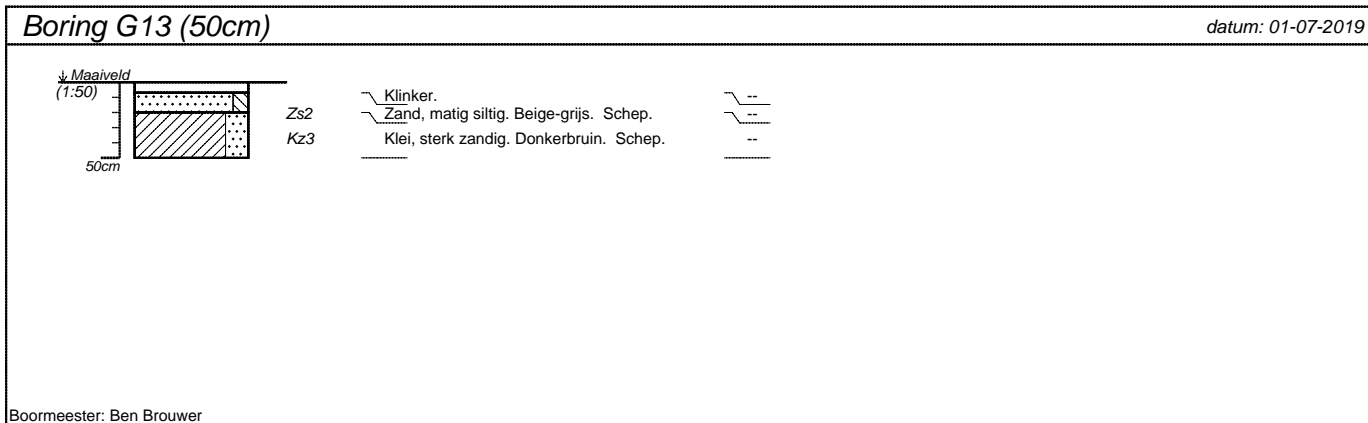 Boring G13 (50cm)
datum: 01-07-2019
Maaiveld
(1:50)
Klinker. --
Zs2 Zand, matig siltig. Beige-grijs. Schep. --
Kz3 Klei, sterk zandig. Donkerbruin. Schep. --
50cm
Boormeester: Ben Brouwer